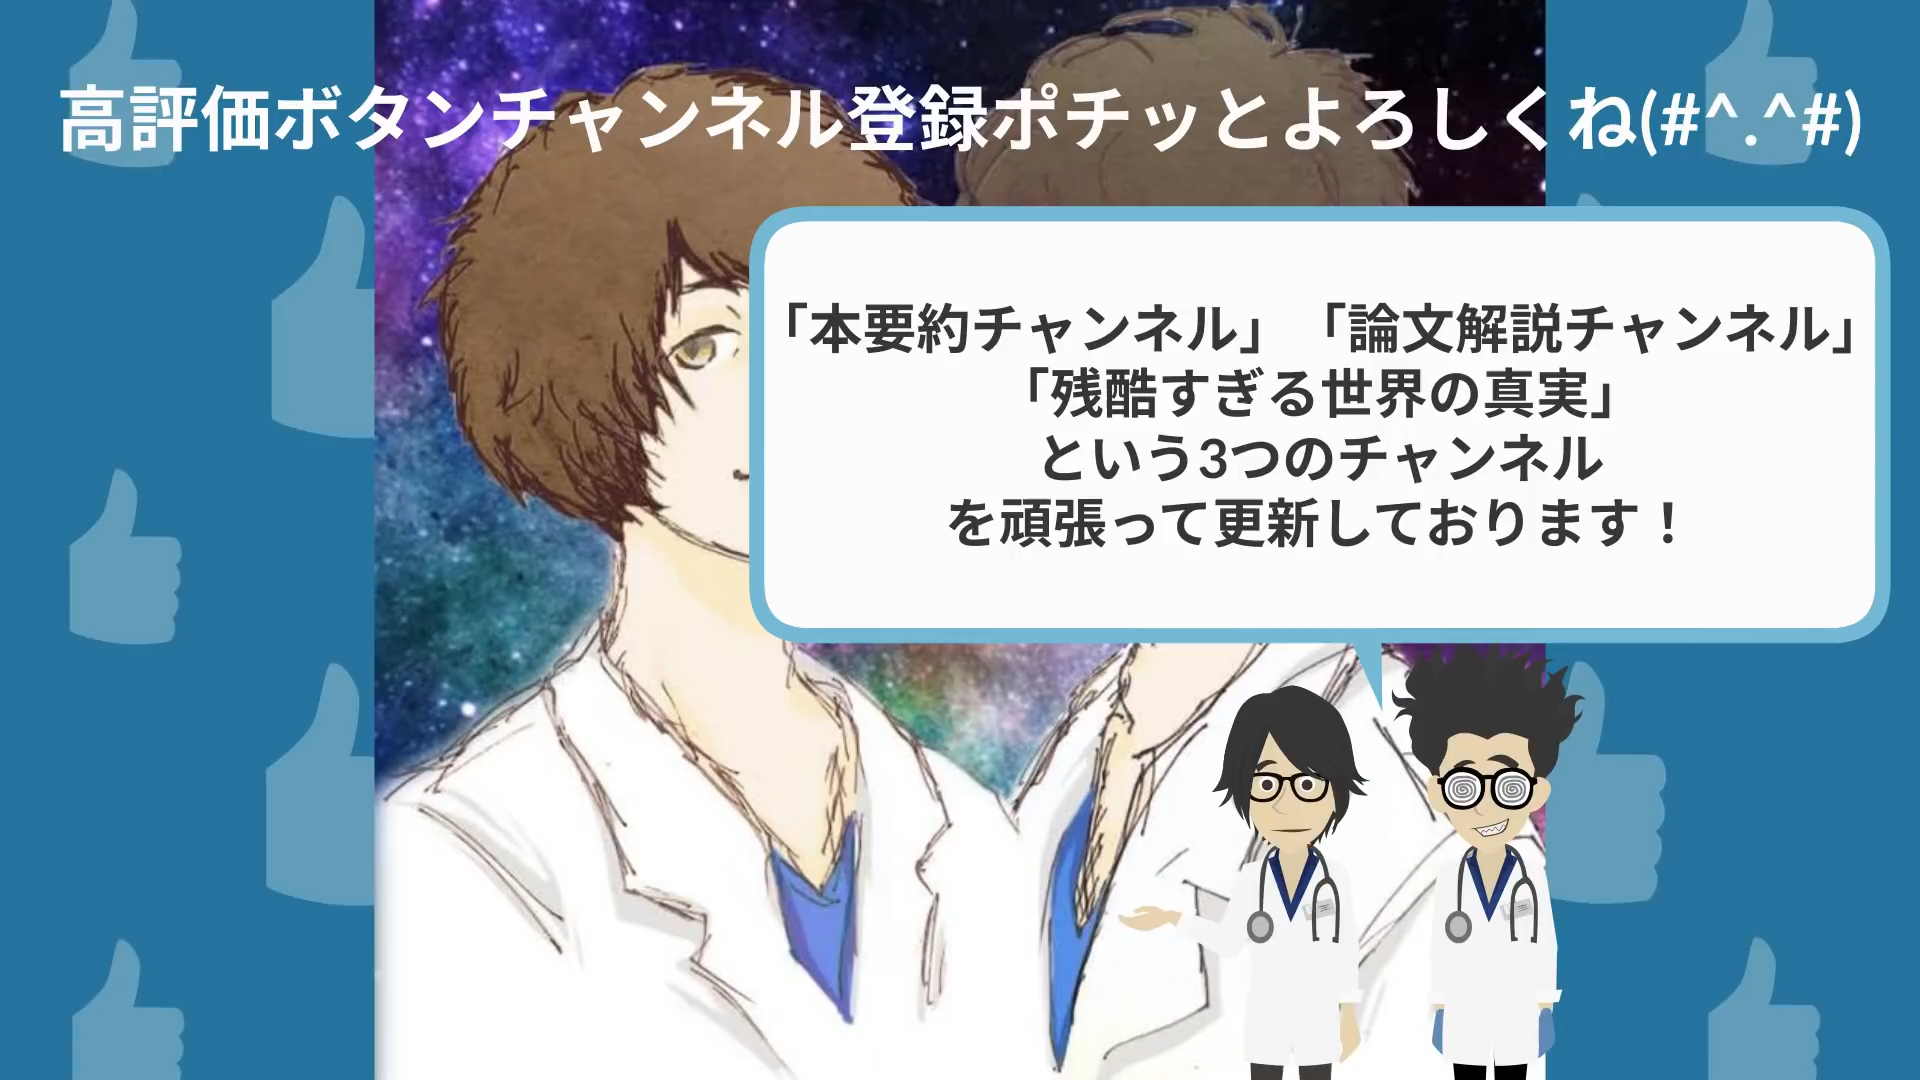 高評価ボタンチャンネル登録ポチッとよろしくね(#^.^#)
「本要約チャンネル」「論文解説チャンネル」
「残酷すぎる世界の真実」
という3つのチャンネル
を頑張って更新しております！